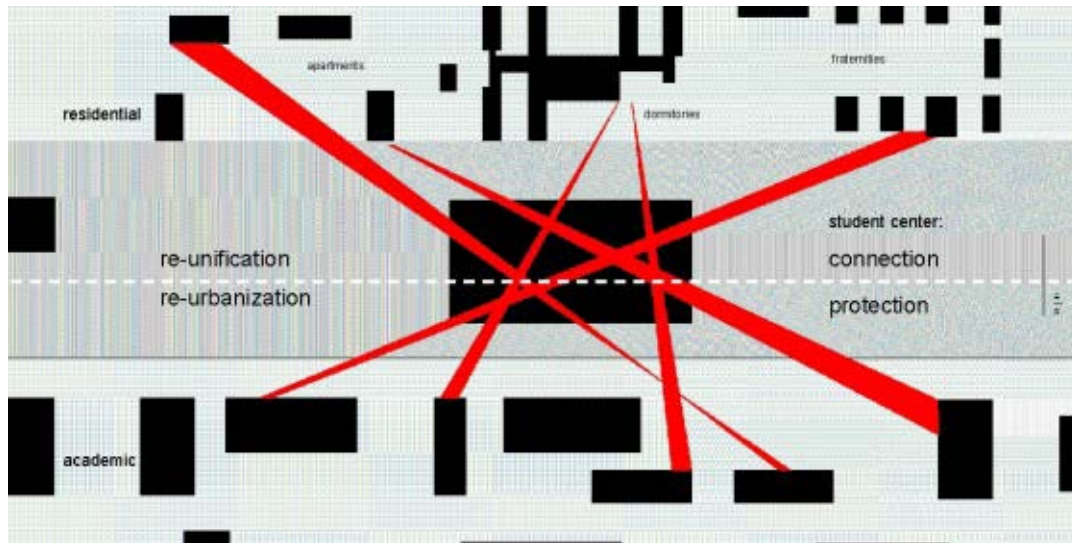 apartments
fraternities
residential
dormitories
student center:
re-unification
connection
re-urbanization
protection
academic